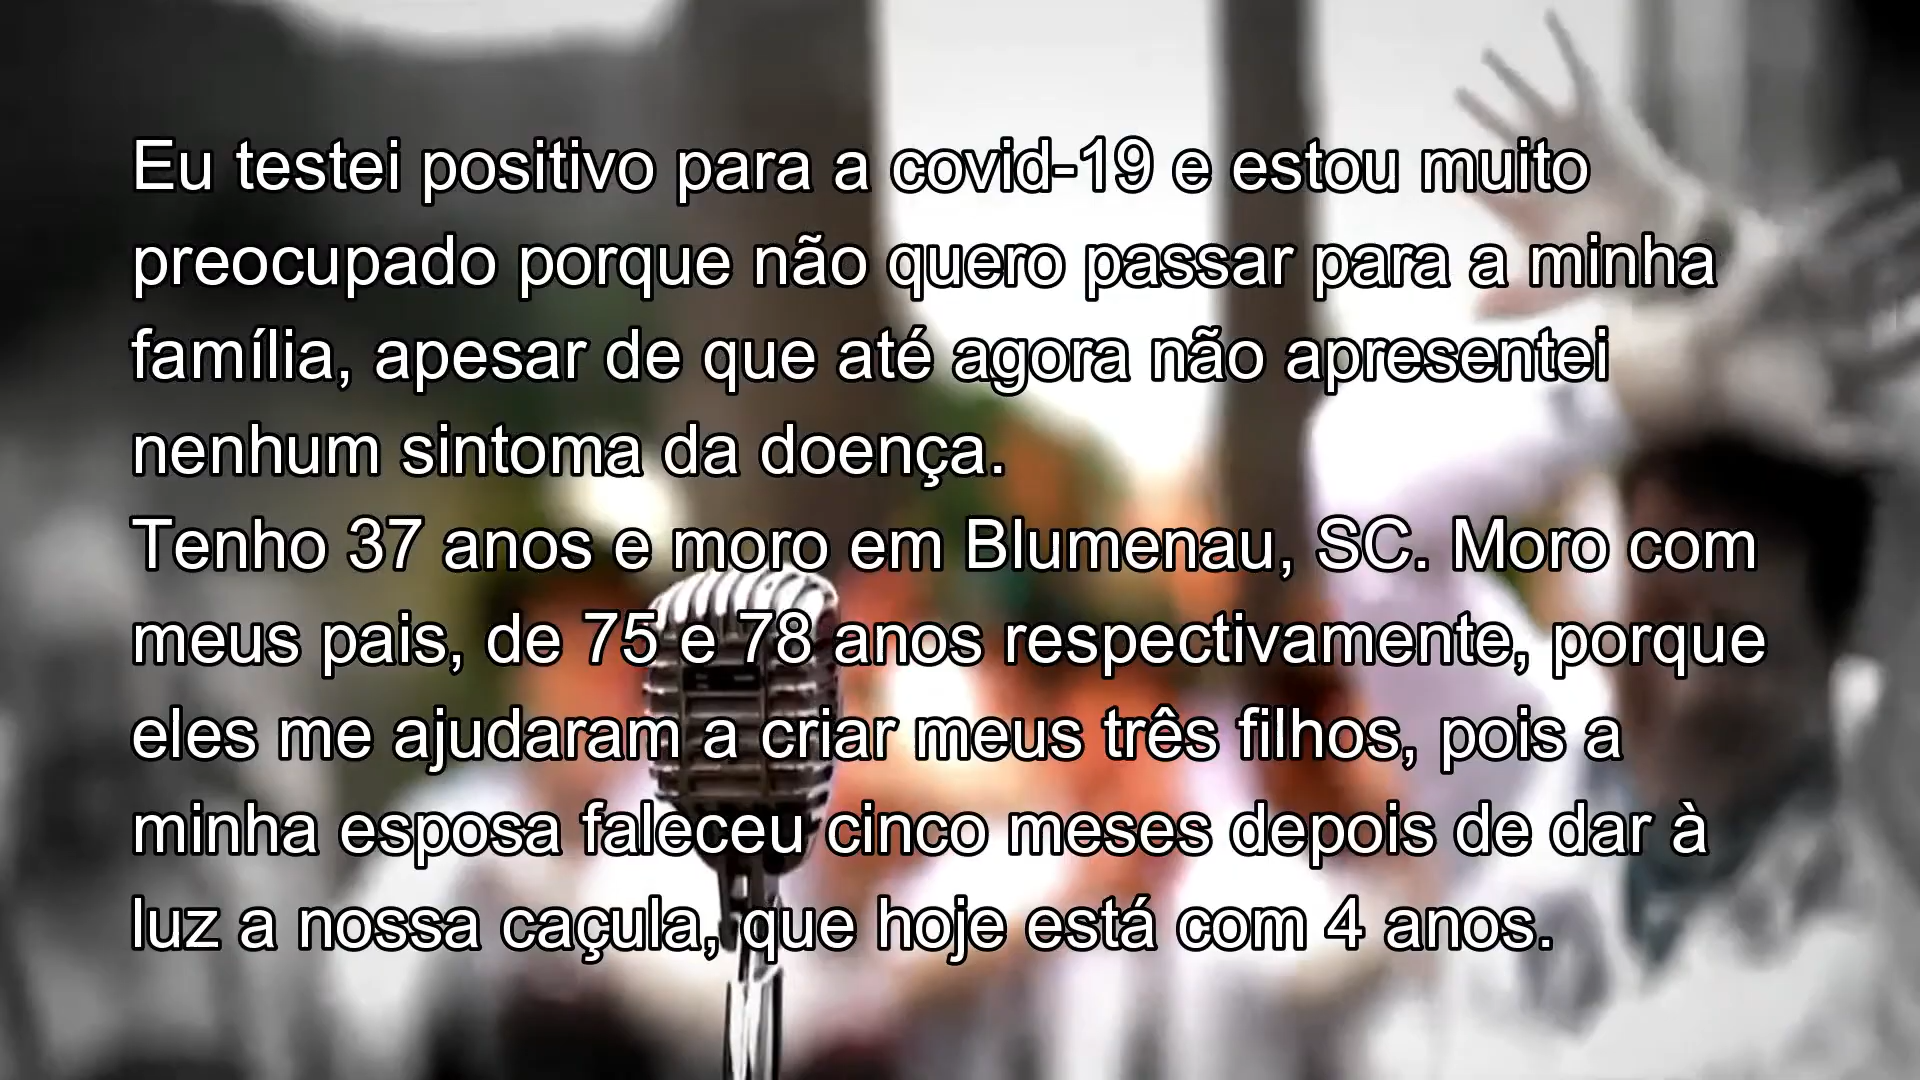 Eu testei positivo para a covid-19 e estou muito
preocupado porque não quero passar para a minha
família, apesar de que até agora não apresentei
nenhum sintoma da doença.
Tenho 37 anos e moro em Blumenau, SC. Moro com
meus pais, de 75 e 78 anos respectivamente, porque
eles me ajudaram a criar meus três filhos, pois a
minha esposa faleceu cinco meses depois de dar à
luz a nossa caçula, que hoje está com 4 anos.